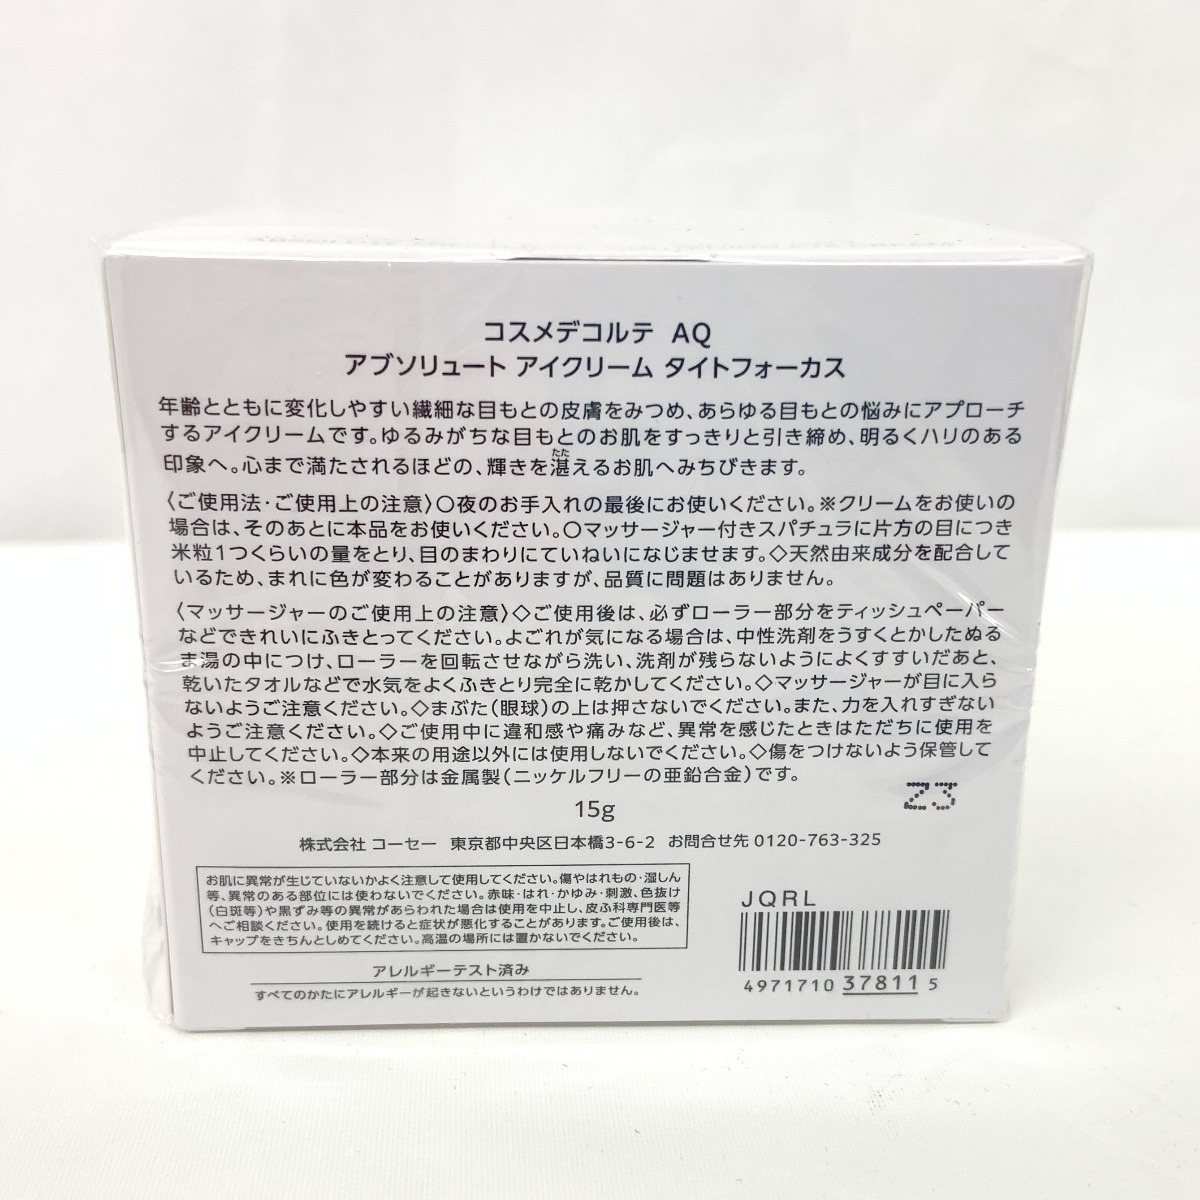 コスメデコルテ AQ
アブソリュート アイクリーム タイトフォーカス
年齢とともに変化しやすい繊細な目もとの皮膚をみつめ、あらゆる目もとの悩みにアプローチ
するアイクリームです。ゆるみがちな目もとのお肌をすっきりと引き締め、明るくハリのある
たた
印象へ。心まで満たされるほどの、輝きを湛えるお肌へみちびきます。
〈ご使用法・ご使用上の注意〉○夜のお手入れの最後にお使いください。※クリームをお使いの
場合は、そのあとに本品をお使いください。○マッサージャー付きスパチュラに片方の目につき
米粒1つくらいの量をとり、目のまわりにていねいになじませます。◇天然由来成分を配合して
いるため、まれに色が変わることがありますが、品質に問題はありません。
〈マッサージャーのご使用上の注意〉◇ご使用後は、必ずローラー部分をティッシュペーパー
などできれいにふきとってください。よごれが気になる場合は、中性洗剤をうすくとかしたぬる
ま湯の中につけ、ローラーを回転させながら洗い、洗剤が残らないようによくすすいだあと、
乾いたタオルなどで水気をよくふきとり完全に乾かしてください。◇マッサージャーが目に入ら
ないようご注意ください。◇まぶた(眼球)の上は押さないでください。また、力を入れすぎない
ようご注意ください。◇ご使用中に違和感や痛みなど、異常を感じたときはただちに使用を
中止してください。◇本来の用途以外には使用しないでください。◇傷をつけないよう保管して
ください。※ローラー部分は金属製(ニッケルフリーの亜鉛合金)です。
Z3
15g
株式会社 コーセー 東京都中央区日本橋3-6-2 お問合せ先 0120-763-325
お肌に異常が生じていないかよく注意して使用してください。傷やはれもの・湿しん
等、異常のある部位には使わないでください。赤味・はれ・かゆみ・刺激、色抜け
(白斑等)や黒ずみ等の異常があらわれた場合は使用を中止し、皮ふ科専門医等
へご相談ください。使用を続けると症状が悪化することがあります。ご使用後は、
キャップをきちんとしめてください。高温の場所には置かないでください。
アレルギーテスト済み
すべてのかたにアレルギーが起きないというわけではありません。
JQRL
4971710 37811 5